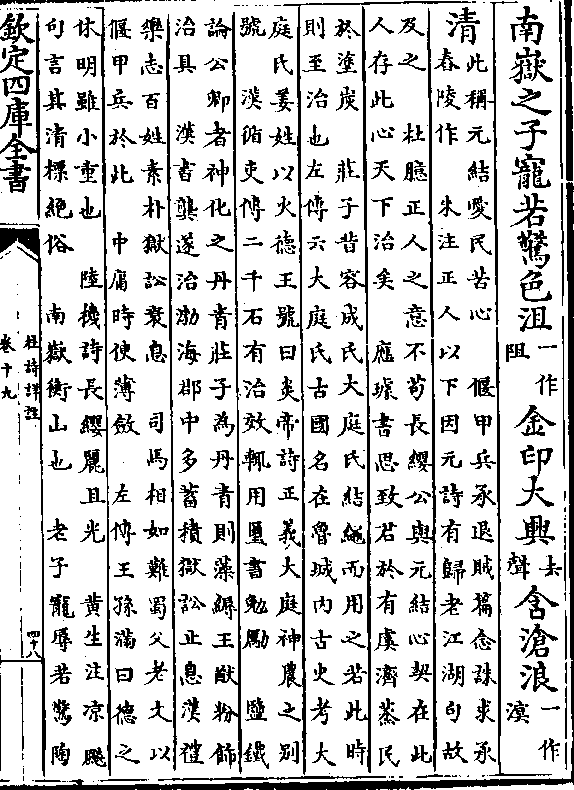 南嶽之子寵若驚色沮一作阻金印大興去聲含滄浪一作溟
清
此稱元結愛民苦心　偃甲兵承退賊篇念誅求承
舂陵作　朱注正人以下因元詩有歸老江湖句故
及之　杜臆正人之意不苟長纓公與元結心契在此
人存此心天下治矣　應璩書思致君於有虞濟蒸民
於塗炭　莊子昔容成氏大庭氏結繩而用之若此時
則至治也左傳云大庭氏古國名在魯城内古史考大
庭氏姜姓以火德王號曰炎帝詩正義大庭神農之别
號　漢循吏傳二千石有治效輒用璽書勉勵　鹽鐵
論公卿者神化之丹青莊子為丹青則藻縟王猷粉飾
治具　漢書龔遂治渤海郡中多蓄積獄訟止息漢禮
樂志百姓素朴獄訟衰息　司馬相如難蜀父老文以
偃甲兵於此　中庸時使薄斂　左傳王孫滿曰德之
休明雖小重也　陸機詩長纓麗且光　黄生注凉飈
句言其清標絶俗　南嶽衡山也　老子寵辱若驚陶
欽定四庫全書
杜詩詳註
卷十九
四十八